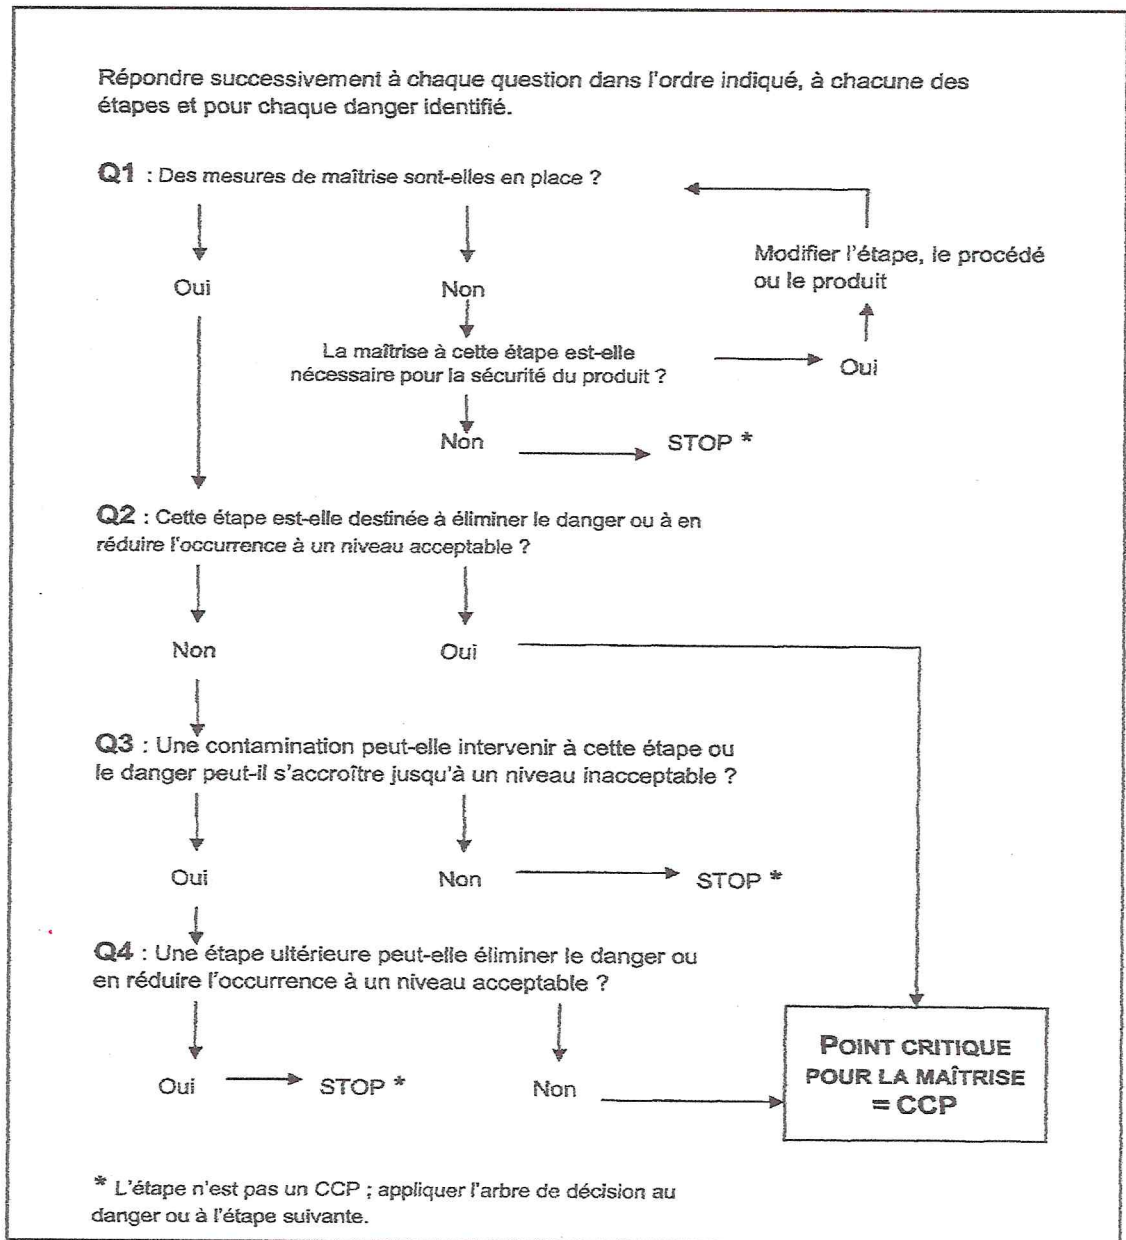 Répondre successivement à chaque question dans l'ordre indiqué, à chacune des
étapes et pour chaque danger identifié.
Q1 : Des mesures de maîtrise sont-elles en place ?
Modifier l'étape, le procédé
ou le produit
Oui
Non
La maîtrise à cette étape est-elle
nécessaire pour la sécurité du produit ?
Oui
Non
STOP *
Q2 : Cette étape est-elle destinée à éliminer le danger ou à en
réduire l'occurrence à un niveau acceptable ?
Non
Oui
Q3 : Une contamination peut-elle intervenir à cette étape ou
le danger peut-il s'accroître jusqu'à un niveau inacceptable ?
Oui
Non
STOP *
Q4 : Une étape ultérieure peut-elle éliminer le danger ou
en réduire l'occurrence à un niveau acceptable ?
Oui
STOP *
Non
POINT CRITIQUE
POUR LA MAÎTRISE
= CCP
* L'étape n'est pas un CCP ; appliquer l'arbre de décision au
danger ou à l'étape suivante.